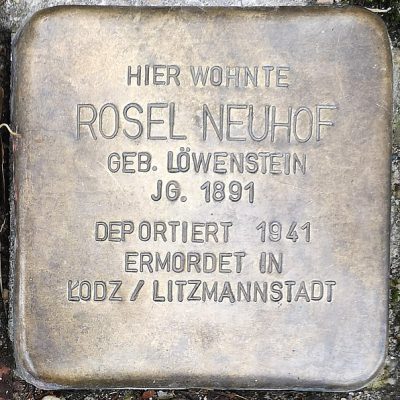 HIER WOHNTE
ROSEL NEUHOF
GEB. LÖWENSTEIN
JG. 1891
DEPORTIERT 1941
ERMORDET IN
ŁODZ / LITZMANNSTADT